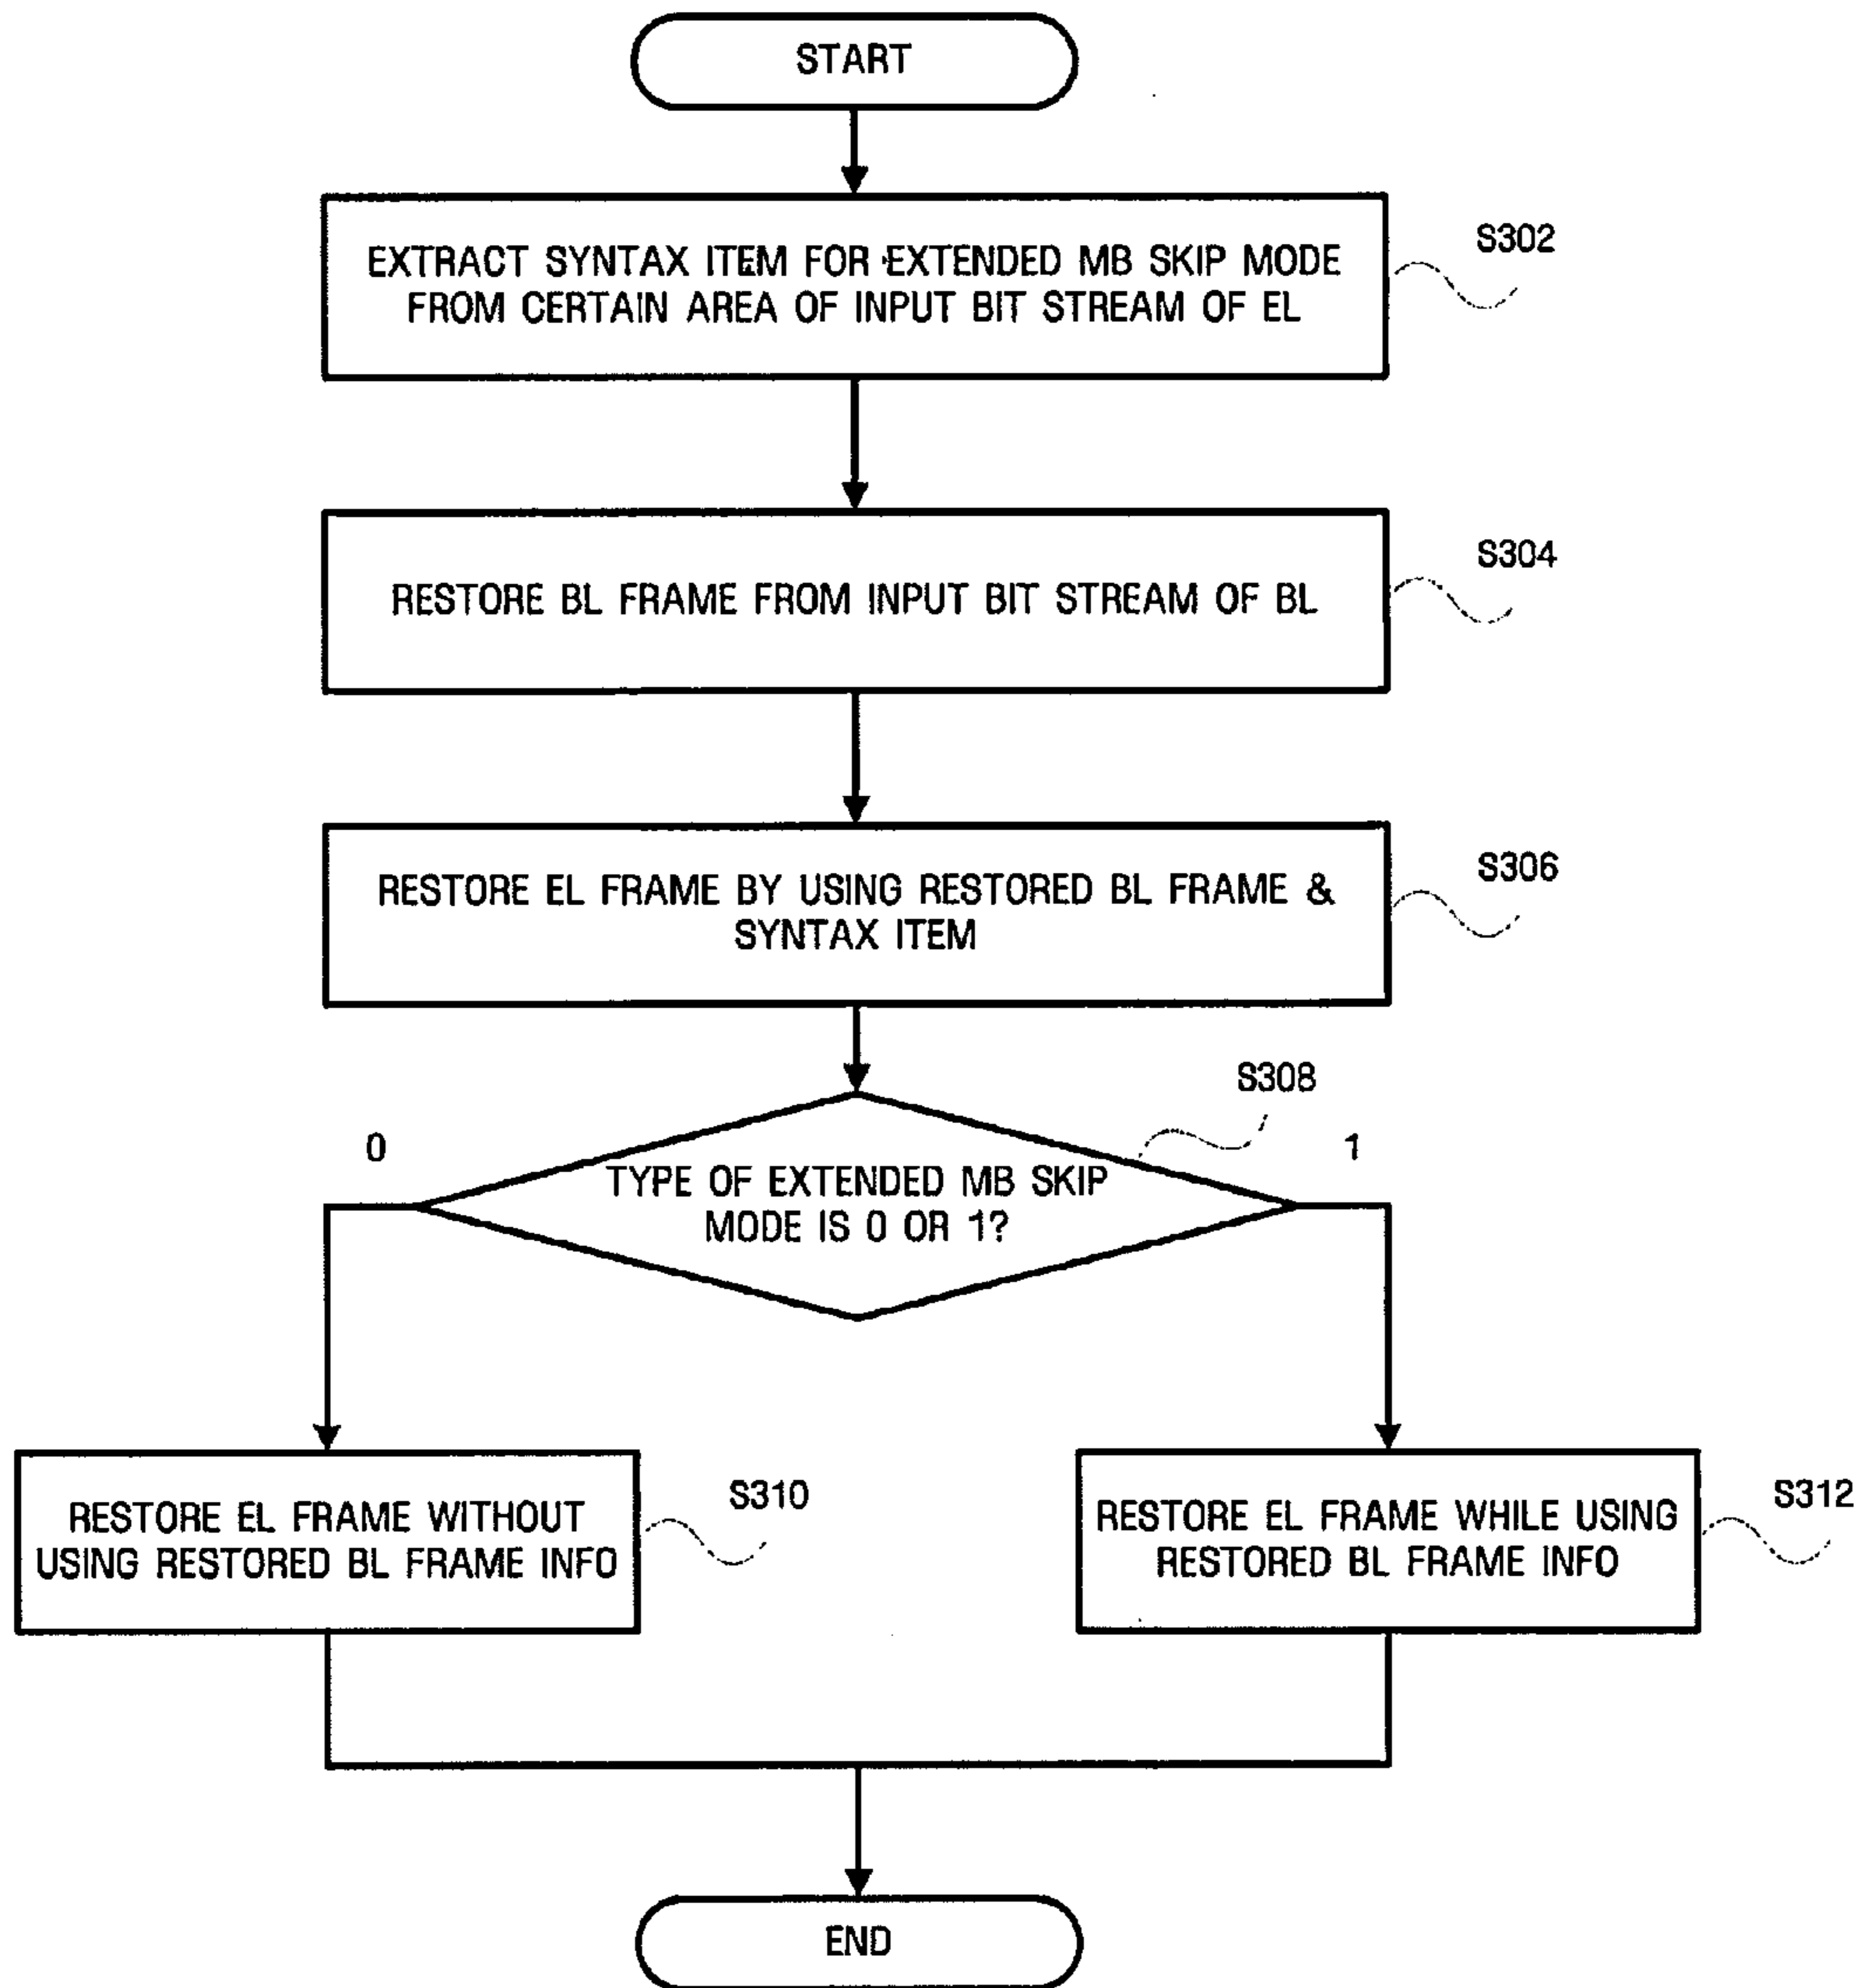 START
EXTRACT SYNTAX ITEM FOR EXTENDED MB SKIP MODE
FROM CERTAIN AREA OF INPUT BIT STREAM OF EL
S302
RESTORE BL FRAME FROM INPUT BIT STREAM OF BL
S304
RESTORE EL FRAME BY USING RESTORED BL FRAME &
SYNTAX ITEM
S306
S308
0
1
TYPE OF EXTENDED MB SKIP
MODE IS 0 OR 1?
RESTORE EL FRAME WITHOUT
USING RESTORED BL FRAME INFO
S310
RESTORE EL FRAME WHILE USING
RESTORED BL FRAME INFO
S312
END